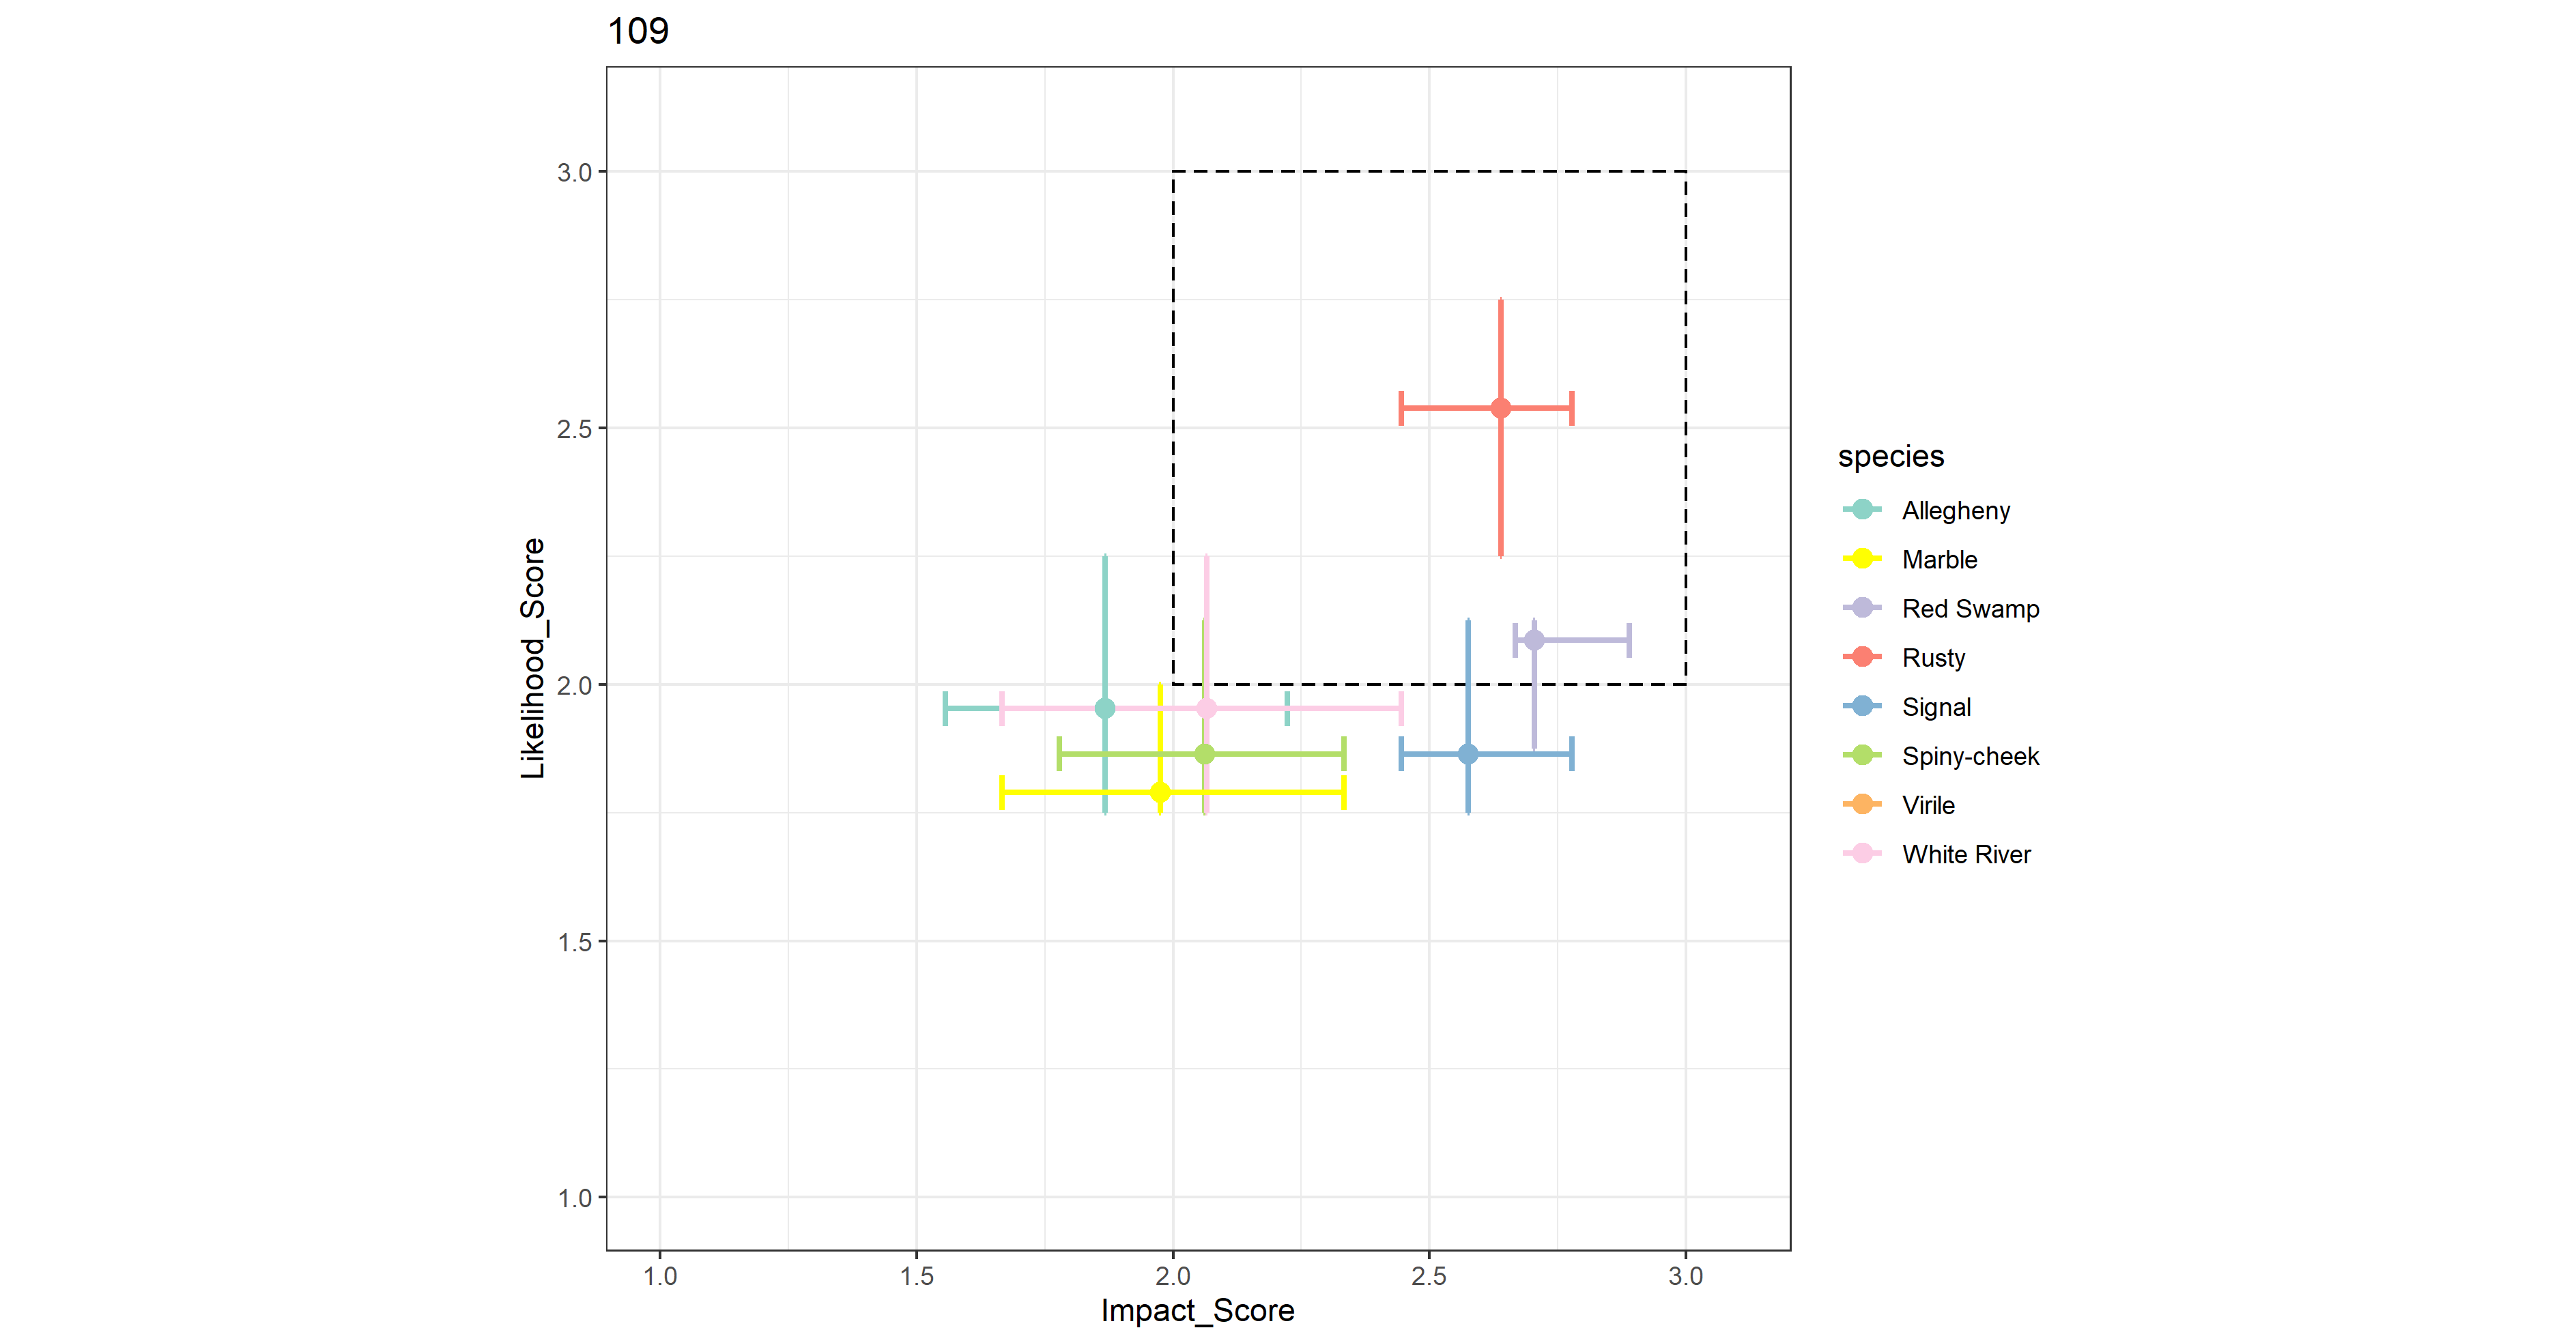 109
3.0
2.5
2.0
1.5
1.0
Likelihood_Score
1.0
1.5
2.0
2.5
3.0
Impact_Score
species
Allegheny
Marble
Red Swamp
Rusty
Signal
Spiny-cheek
Virile
White River